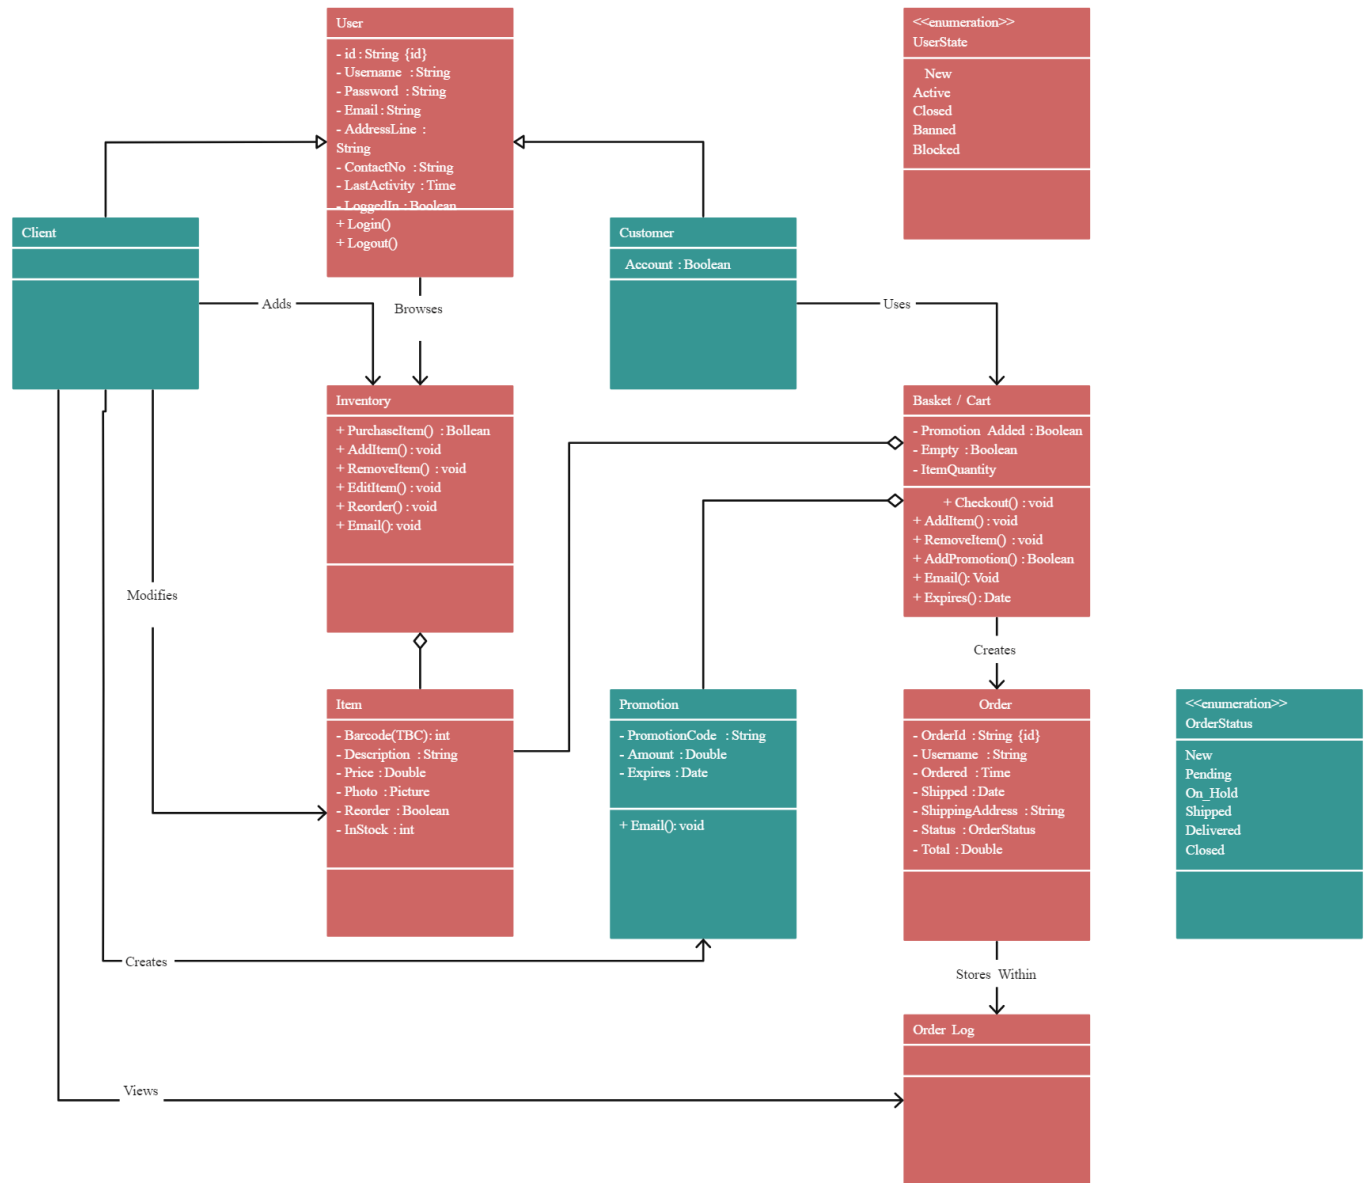 User
- id : String {id}
- Username : String
- Password : String
- Email : String
- AddressLine :
String
- ContactNo : String
- LastActivity : Time
- LoggedIn : Boolean
+ Login()
+ Logout()
<<enumeration>>
UserState
New
Active
Closed
Banned
Blocked
Client
Customer
Account : Boolean
Adds
Browses
Uses
Inventory
+ PurchaseItem() : Bollean
+ AddItem() : void
+ RemoveItem() : void
+ EditItem() : void
+ Reorder() : void
+ Email(): void
Basket / Cart
- Promotion Added : Boolean
- Empty : Boolean
- ItemQuantity
+ Checkout() : void
+ AddItem() : void
+ RemoveItem() : void
+ AddPromotion() : Boolean
+ Email(): Void
+ Expires() : Date
Modifies
Creates
Item
- Barcode(TBC) : int
- Description : String
- Price : Double
- Photo : Picture
- Reorder : Boolean
- InStock : int
Promotion
- PromotionCode : String
- Amount : Double
- Expires : Date
+ Email(): void
Order
- OrderId : String {id}
- Username : String
- Ordered : Time
- Shipped : Date
- ShippingAddress : String
- Status : OrderStatus
- Total : Double
<<enumeration>>
OrderStatus
New
Pending
On_Hold
Shipped
Delivered
Closed
Creates
Stores Within
Order Log
Views